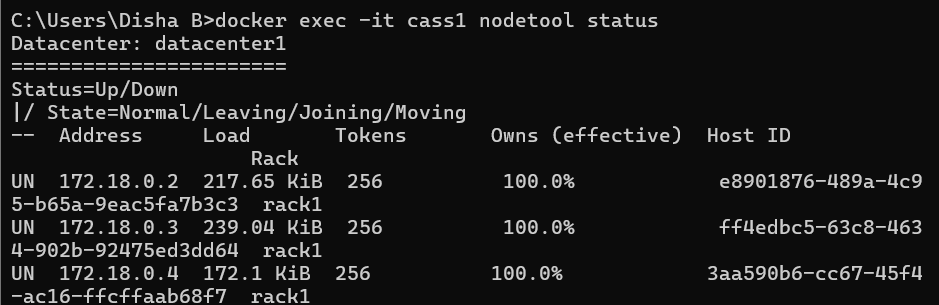 C:\Users\Disha B>docker exec -it cass1 nodetool status
Datacenter: datacenter1
=======================
Status=Up/Down
|/ State=Normal/Leaving/Joining/Moving
--  Address     Load       Tokens       Owns (effective)  Host ID
                    Rack
UN  172.18.0.2  217.65 KiB  256          100.0%            e8901876-489a-4c9
5-b65a-9eac5fa7b3c3  rack1
UN  172.18.0.3  239.04 KiB  256          100.0%            ff4edbc5-63c8-463
4-902b-92475ed3dd64  rack1
UN  172.18.0.4  172.1 KiB  256          100.0%            3aa590b6-cc67-45f4
-ac16-ffcffaab68f7  rack1